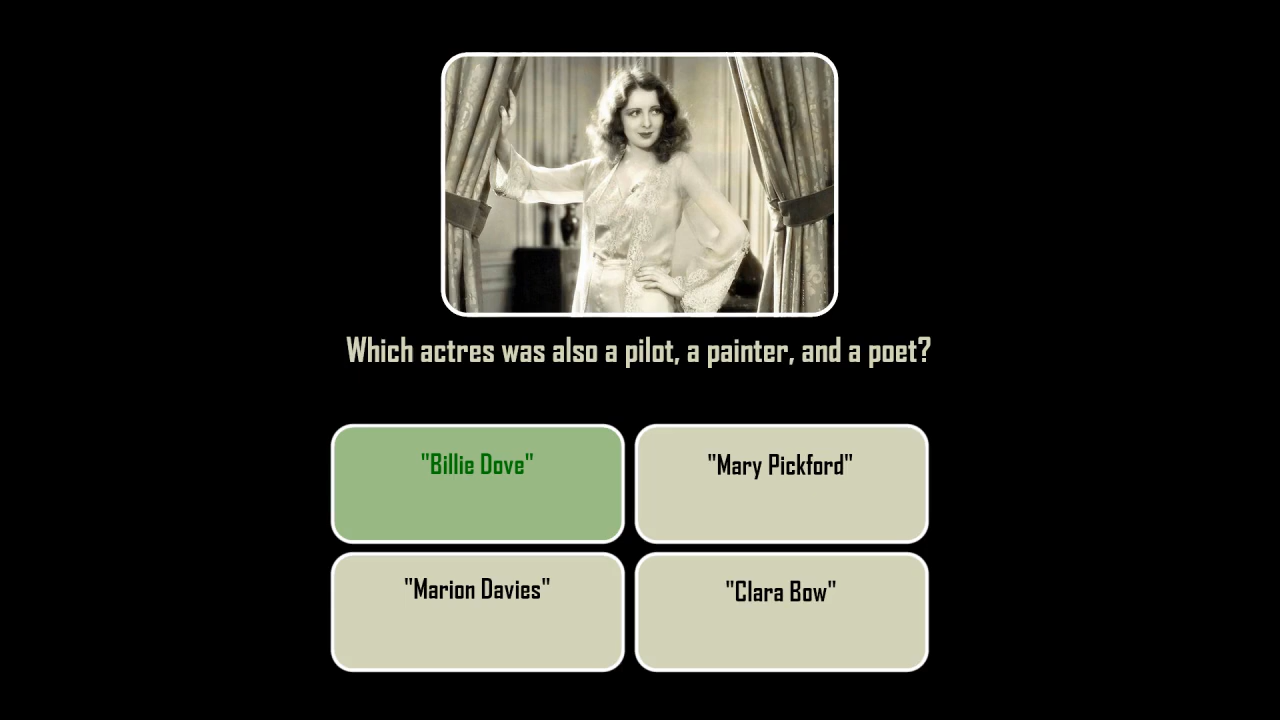 Which actres was also a pilot, a painter, and a poet?
"Billie Dove"
"Mary Pickford"
"Marion Davies"
"Clara Bow"